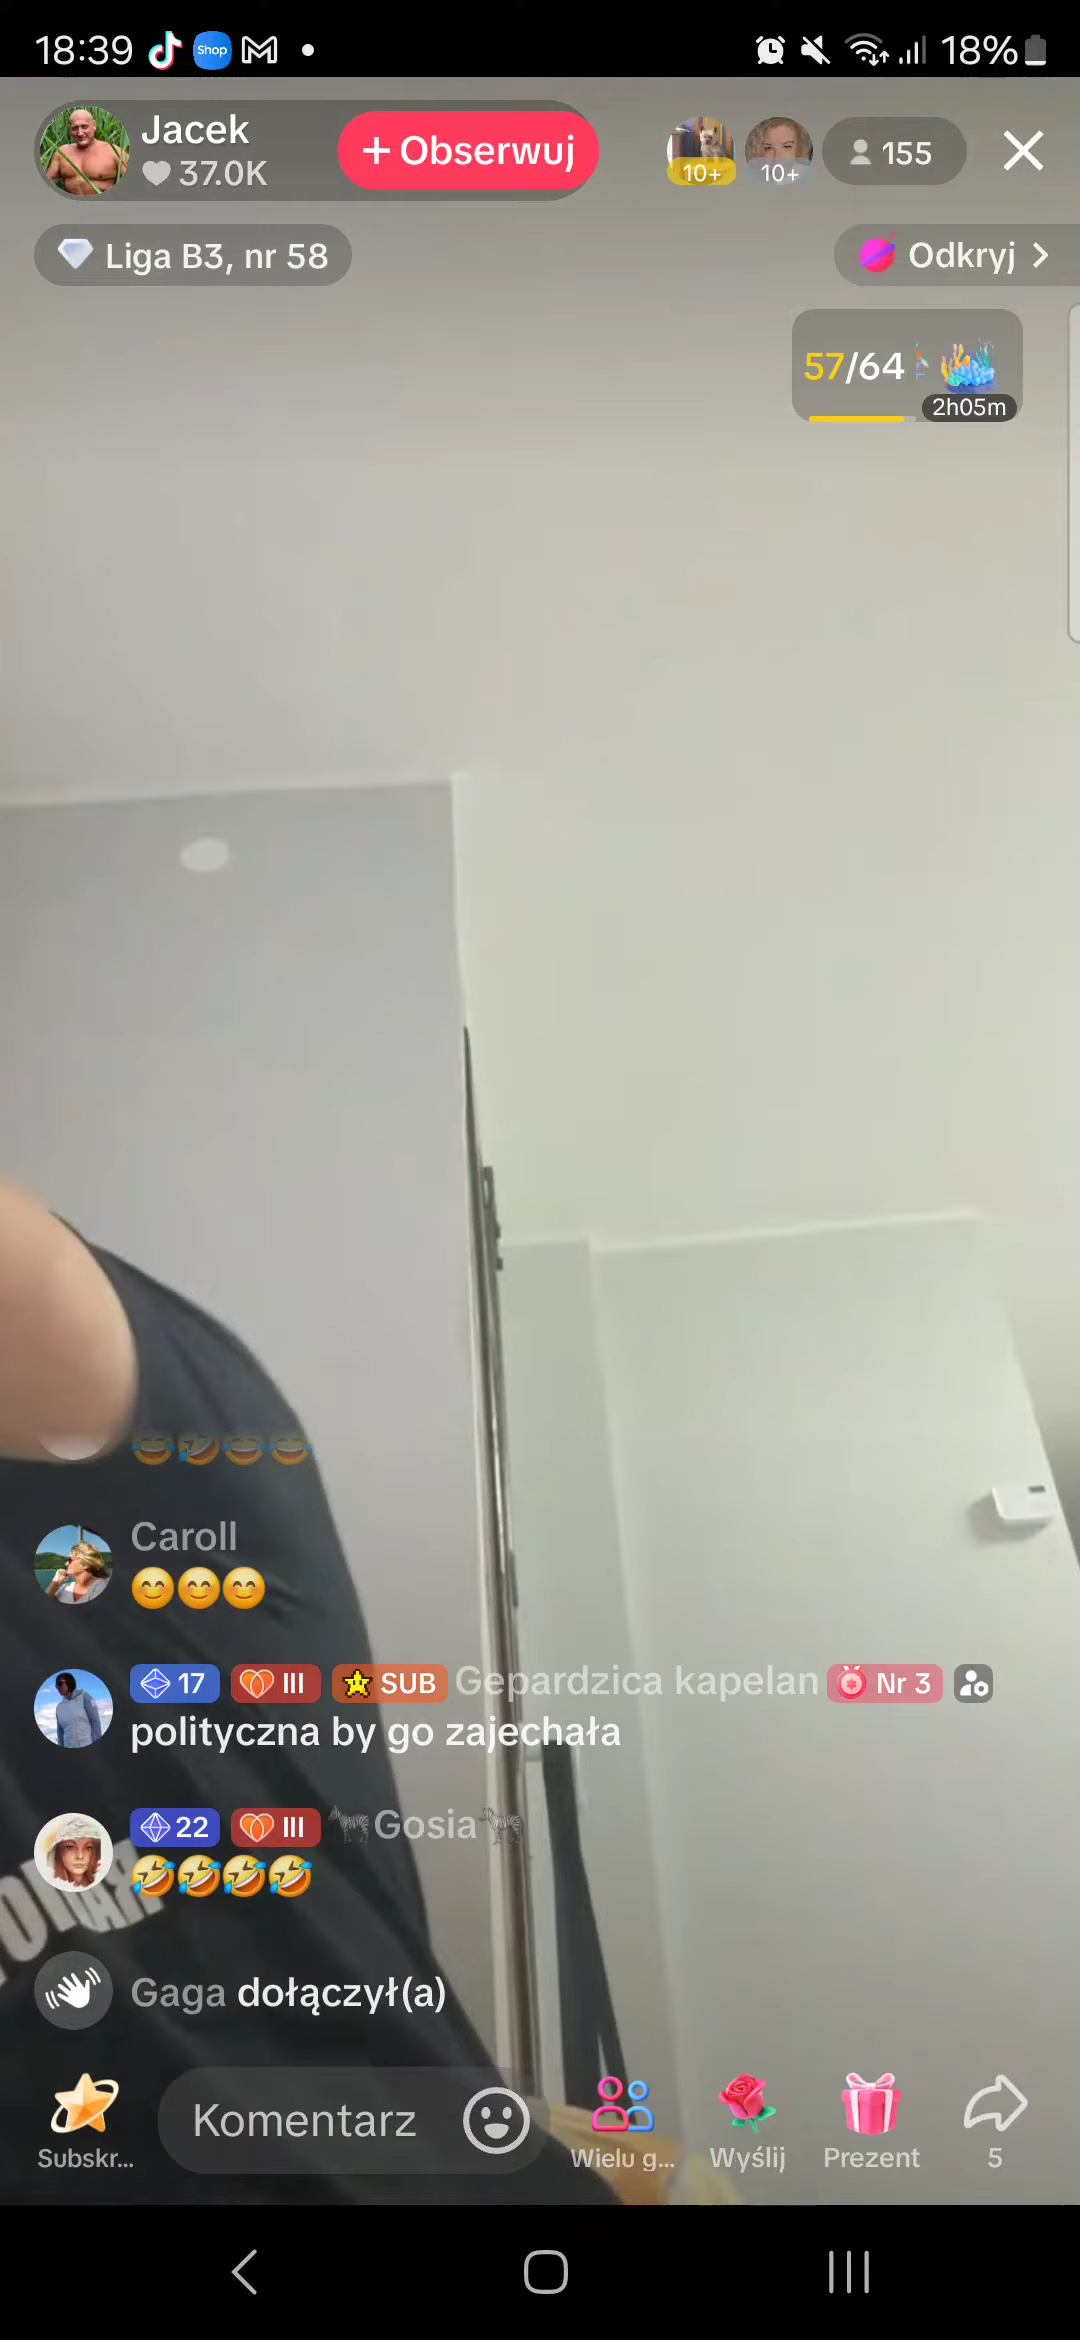 18:39 Shop 18%
Jacek
37.0K
+ Obserwuj
10+ 10+ 155
Liga B3, nr 58
Odkryj >
57/64
2h05m
Caroll
😊😊😊
17 III SUB Gepardzica kapelan Nr 3
polityczna by go zajechała
22 III 🦓Gosia🦓
🤣🤣🤣🤣
Gaga dołączył(a)
Komentarz
Subskr... Wielu g... Wyślij Prezent 5